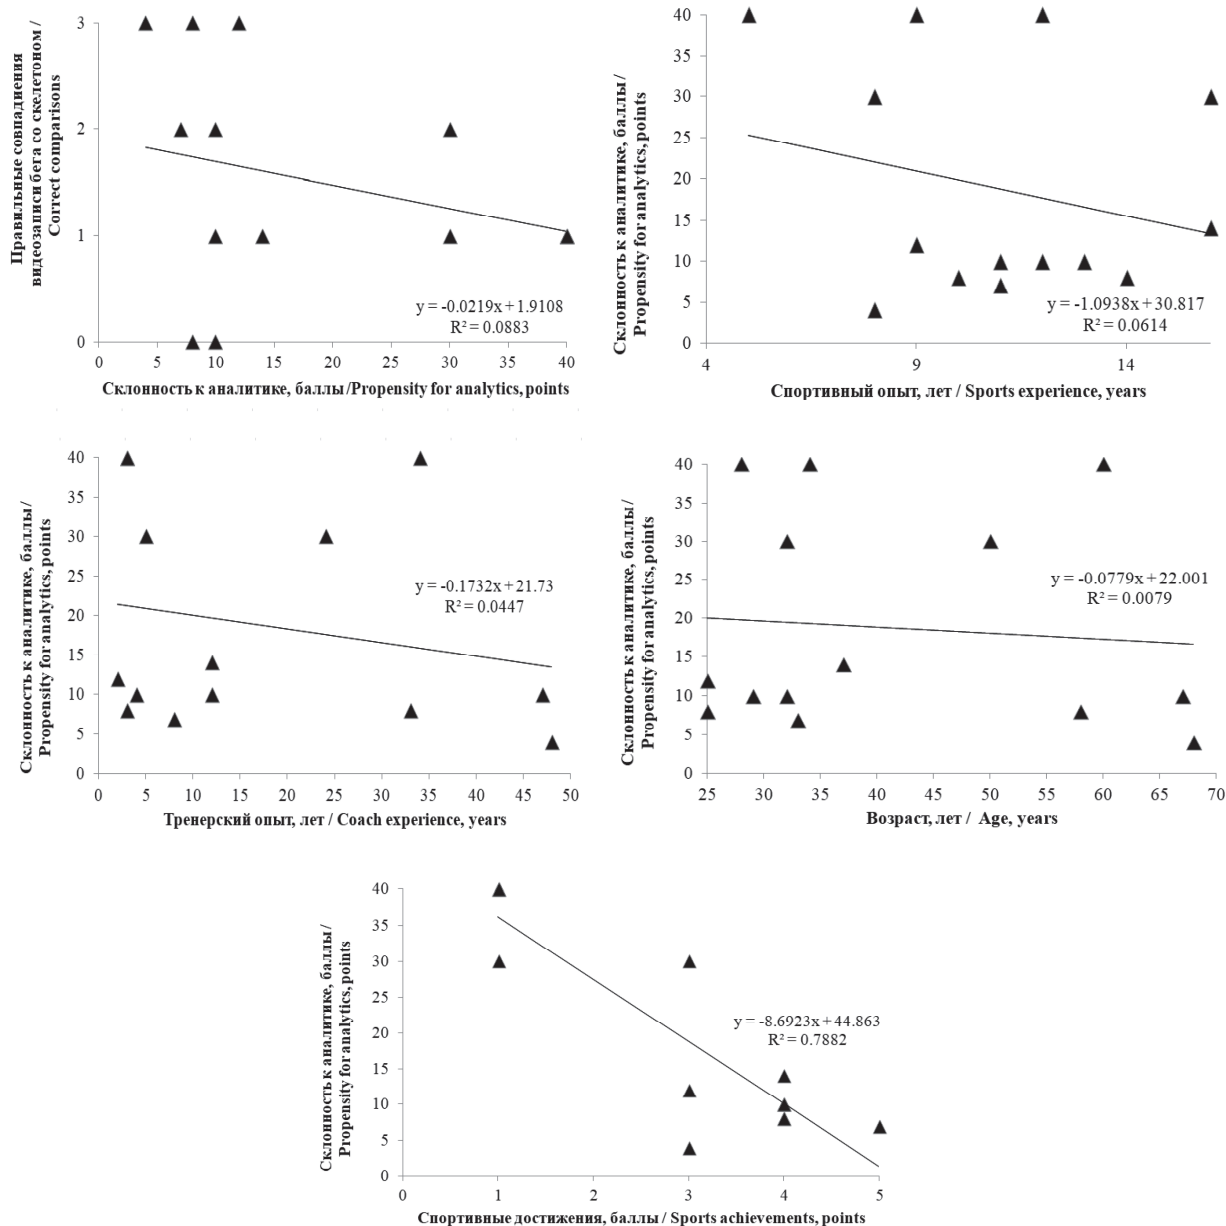 Правильные совпаднения
видеозаписи бега со скелетоном /
Correct comparisons
3
2
1
0
y = -0.0219x + 1.9108
R² = 0.0883
0 5 10 15 20 25 30 35 40
Склонность к аналитике, баллы /Propensity for analytics, points
Склонность к аналитике, баллы /
Propensity for analytics, points
40
35
30
25
20
15
10
5
0
y = -1.0938x + 30.817
R² = 0.0614
4 9 14
Спортивный опыт, лет / Sports experience, years
Склонность к аналитике, баллы /
Propensity for analytics, points
40
35
30
25
20
15
10
5
0
y = -0.1732x + 21.73
R² = 0.0447
0 5 10 15 20 25 30 35 40 45 50
Тренерский опыт, лет / Coach experience, years
Склонность к аналитике, баллы /
Propensity for analytics, points
40
35
30
25
20
15
10
5
0
y = -0.0779x + 22.001
R² = 0.0079
25 30 35 40 45 50 55 60 65 70
Возраст, лет / Age, years
Склонность к аналитике, баллы /
Propensity for analytics, points
40
35
30
25
20
15
10
5
0
y = -8.6923x + 44.863
R² = 0.7882
0 1 2 3 4 5
Спортивные достижения, баллы / Sports achievements, points